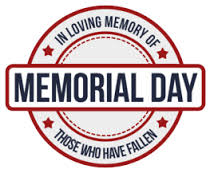 IN LOVING MEMORY OF
MEMORIAL DAY
THOSE WHO HAVE FALLEN